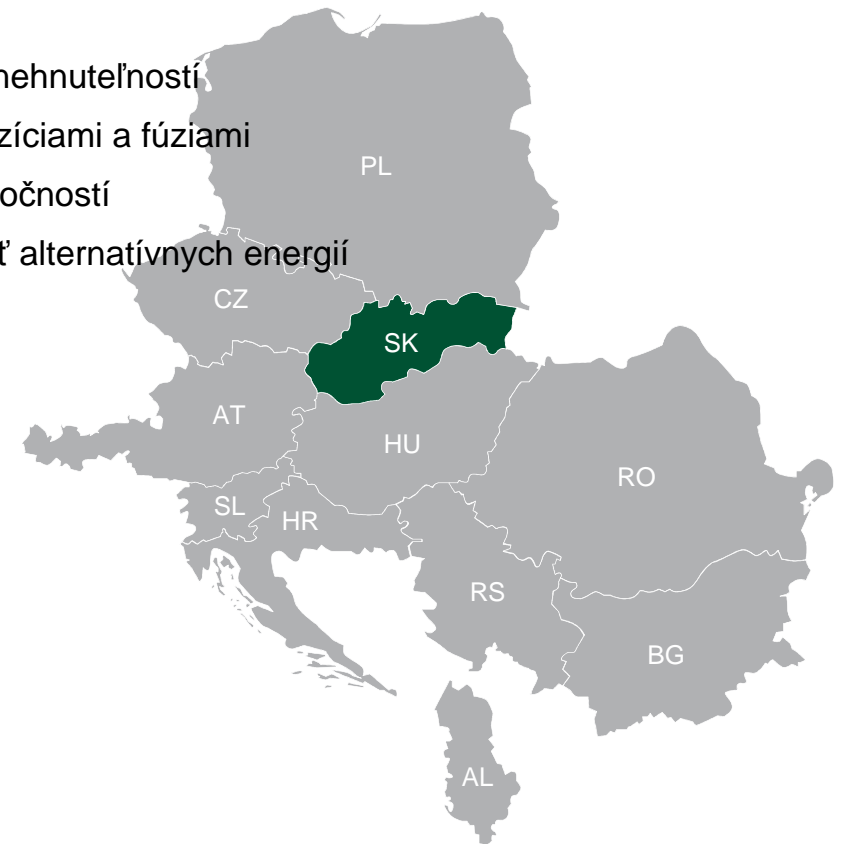 nehnuteľností
zíciami a fúziami
očností
ť alternatívnych energií
PL
CZ
SK
AT
HU
RO
SL
HR
RS
BG
AL